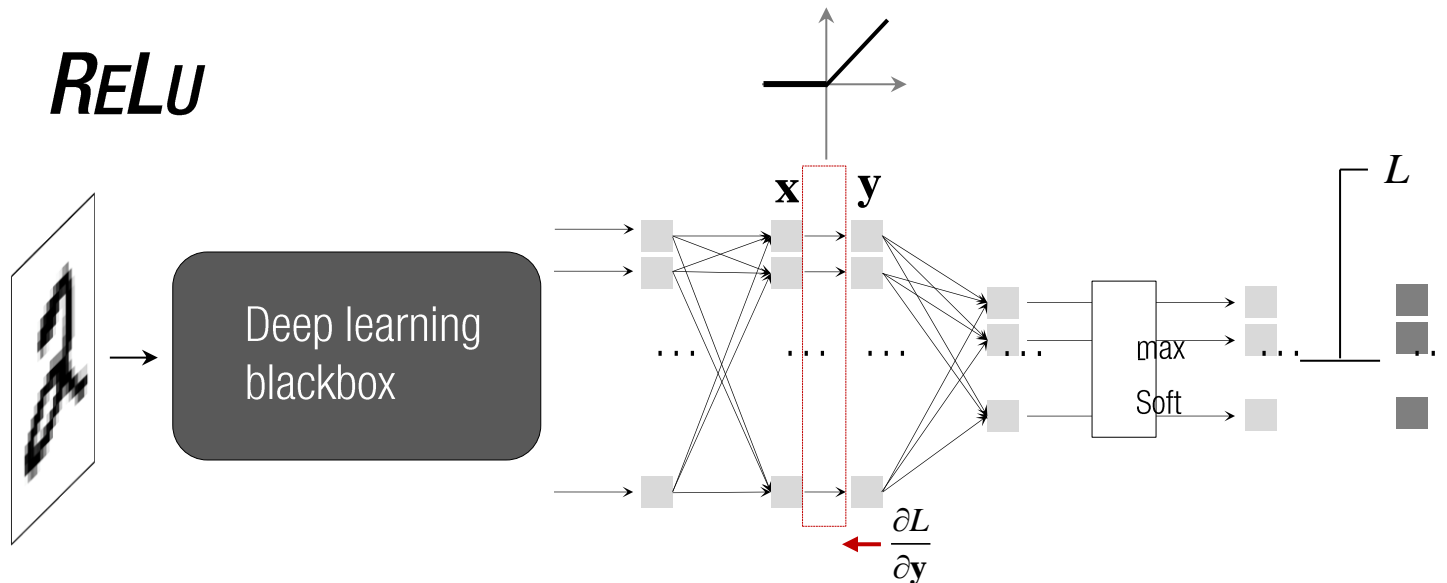 RELU
L
x
y
Deep learning
blackbox
max
Soft
... ... ... ... ... ...
∂L
∂y